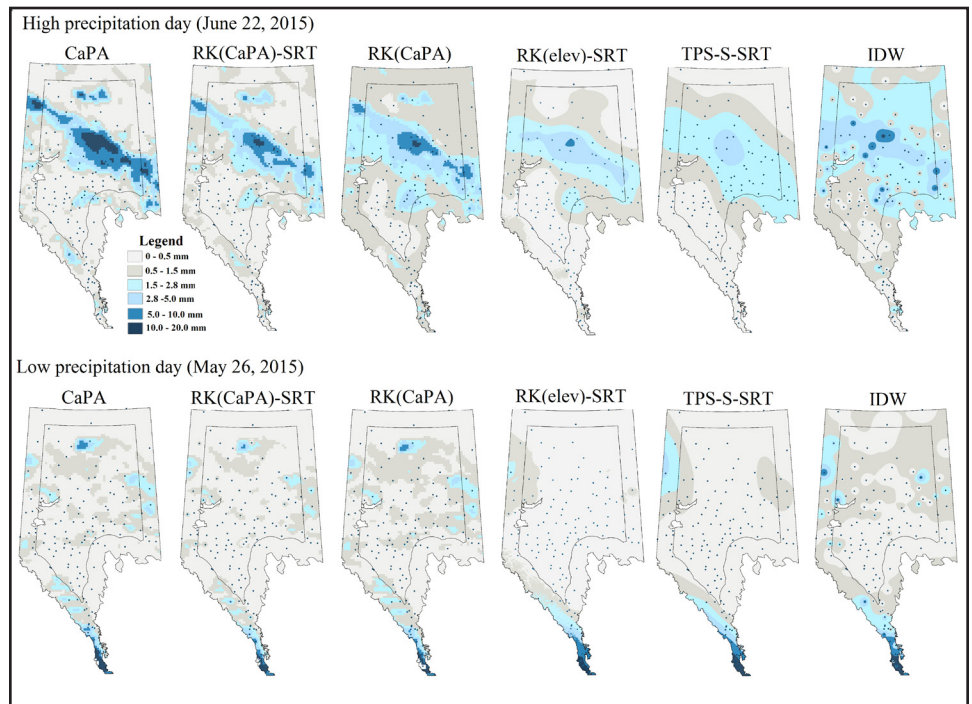 High precipitation day (June 22, 2015)
CaPA RK(CaPA)-SRT RK(CaPA) RK(elev)-SRT TPS-S-SRT IDW
Legend
0 - 0.5 mm
0.5 - 1.5 mm
1.5 - 2.8 mm
2.8 -5.0 mm
5.0 - 10.0 mm
10.0 - 20.0 mm
Low precipitation day (May 26, 2015)
CaPA RK(CaPA)-SRT RK(CaPA) RK(elev)-SRT TPS-S-SRT IDW